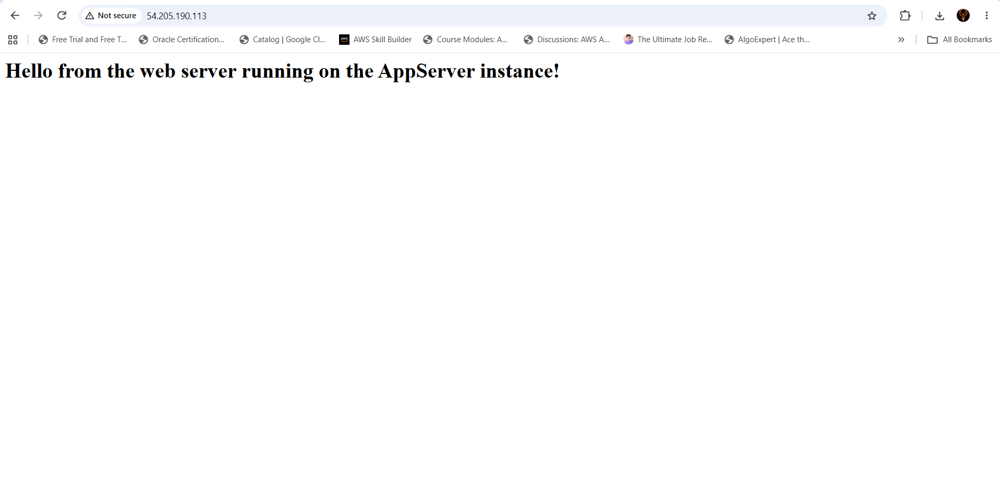 Not secure 54.205.190.113
Free Trial and Free T... Oracle Certification... Catalog | Google Cl... aws AWS Skill Builder Course Modules: A... Discussions: AWS A... The Ultimate Job Re... AlgoExpert | Ace th... All Bookmarks
Hello from the web server running on the AppServer instance!